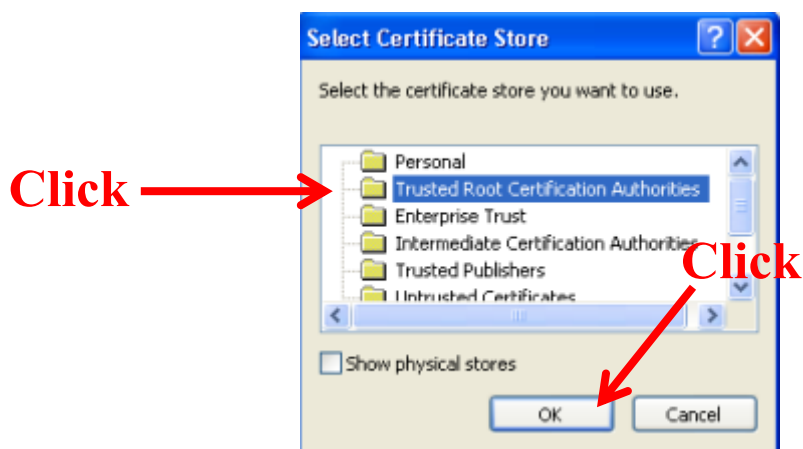 Select Certificate Store
Select the certificate store you want to use.
Personal
Click
Trusted Root Certification Authorities
Enterprise Trust
Intermediate Certification Authorities
Click
Trusted Publishers
Untrusted Certificates
Show physical stores
OK
Cancel